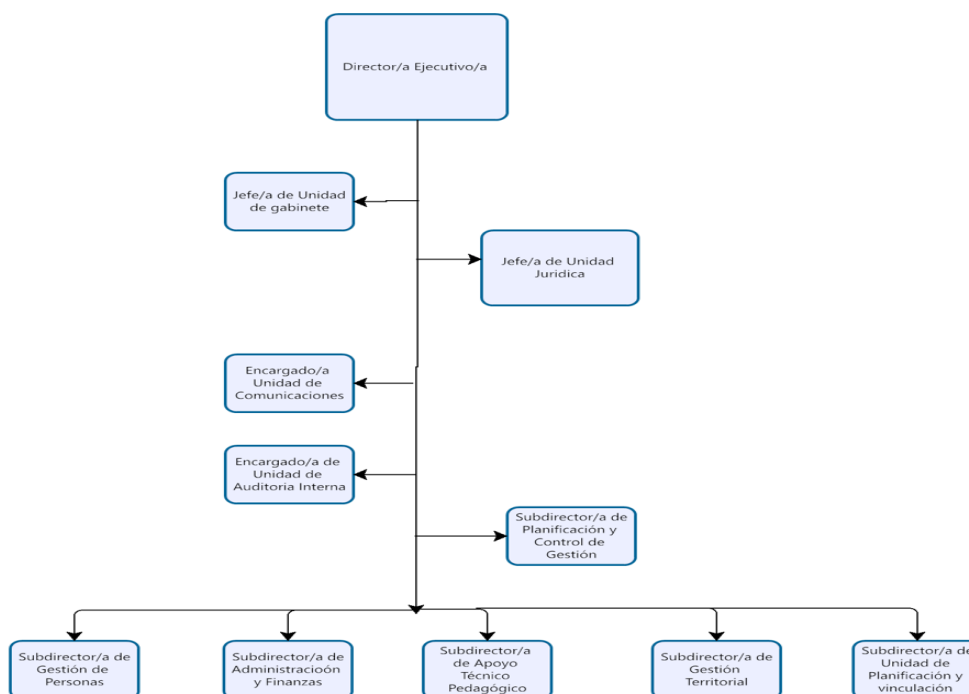 Director/a Ejecutivo/a
Jefe/a de Unidad
de gabinete
Jefe/a de Unidad
Juridica
Encargado/a
Unidad de
Comunicaciones
Encargado/a de
Unidad de
Auditoria Interna
Subdirector/a de
Planificación y
Control de
Gestión
Subdirector/a de
Gestión de
Personas
Subdirector/a de
Administracioón
y Finanzas
Subdirector/a
de Apoyo
Técnico
Pedagógico
Subdirector/a de
Gestión
Territorial
Subdirector/a de
Unidad de
Planificación y
vinculación